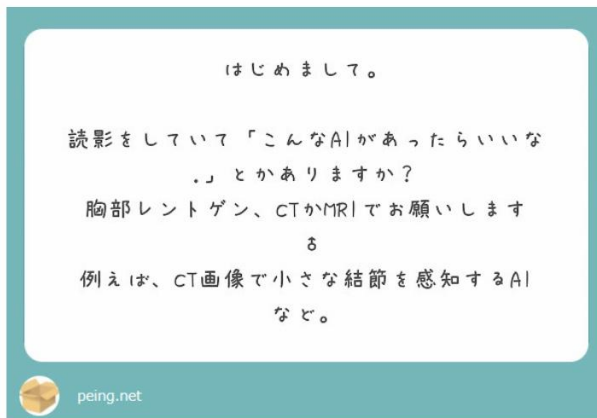 はじめまして。
読影をしていて「こんなAIがあったらいいな
.」とかありますか?
胸部レントゲン、CTかMRIでお願いします
例えば、CT画像で小さな結節を感知するAI
など。
peing.net